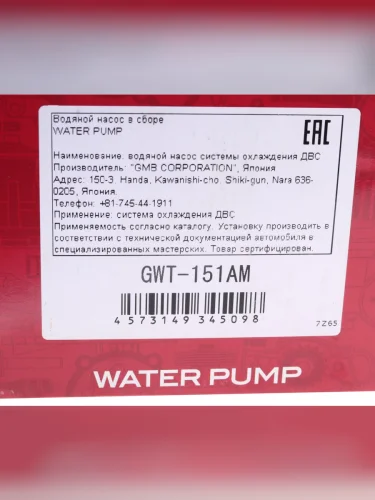 Водяной насос в сборе
WATER PUMP
EAC
Наименование: водяной насос системы охлаждения ДВС
Производитель: "GMB CORPORATION", Япония
Адрес: 150-3, Handa, Kawanishi-cho, Shiki-gun, Nara 636-
0205, Япония.
Телефон: +81-745-44-1911
Применение: система охлаждения ДВС
Применяемость согласно каталогу. Установку производить в
соответствии с технической документацией автомобиля в
специализированных мастерских. Товар сертифицирован.
GWT-151AM
4 573149 345098
7Z65
WATER PUMP